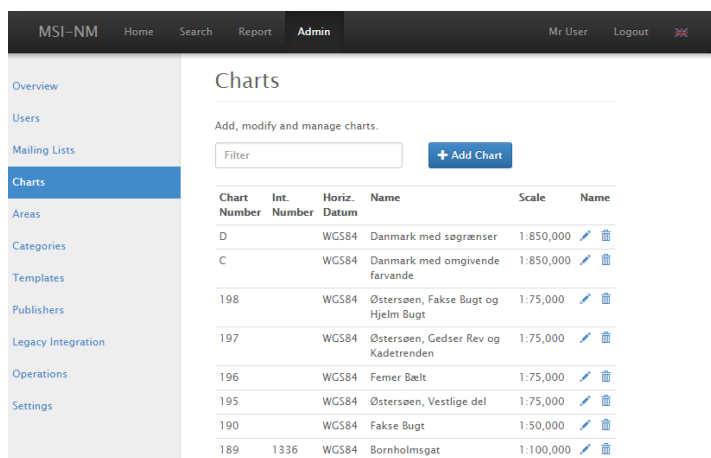 MSI-NM Home Search Report Admin Mr User Logout
Overview
Users
Mailing Lists
Charts
Areas
Categories
Templates
Publishers
Legacy Integration
Operations
Settings
Charts
Add, modify and manage charts.
Filter
Add Chart
Chart Int. Horiz. Name Scale Name
Number Number Datum
D WGS84 Danmark med søgrænser 1:850,000
C WGS84 Danmark med omgivende 1:850,000
farvande
198 WGS84 Østersøen, Fakse Bugt og 1:75,000
Hjelm Bugt
197 WGS84 Østersøen, Gedser Rev og 1:75,000
Kadetrenden
196 WGS84 Femer Bælt 1:75,000
195 WGS84 Østersøen, Vestlige del 1:75,000
190 WGS84 Fakse Bugt 1:50,000
189 1336 WGS84 Bornholmsgat 1:100,000